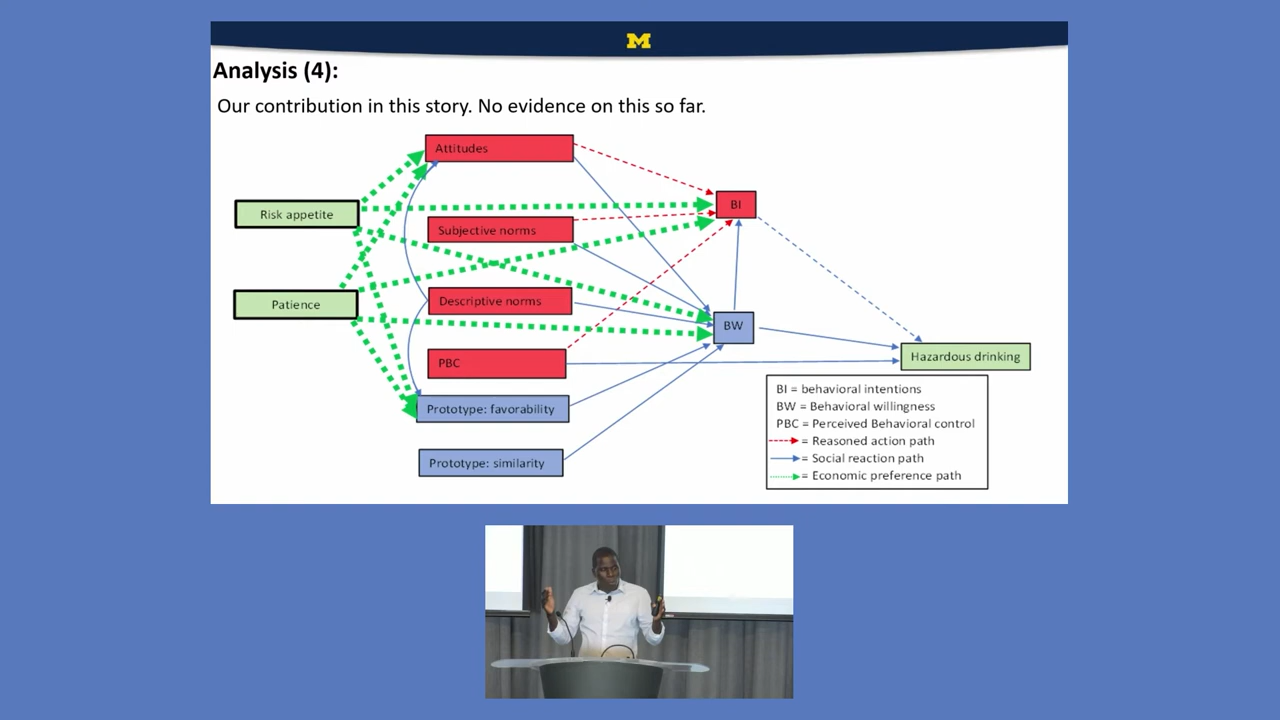 M
Analysis (4):
Our contribution in this story. No evidence on this so far.
Attitudes
Risk appetite
BI
Subjective norms
Patience
Descriptive norms
BW
PBC
Hazardous drinking
Prototype: favorability
Prototype: similarity
BI = behavioral intentions
BW = Behavioral willingness
PBC = Perceived Behavioral control
= Reasoned action path
= Social reaction path
= Economic preference path